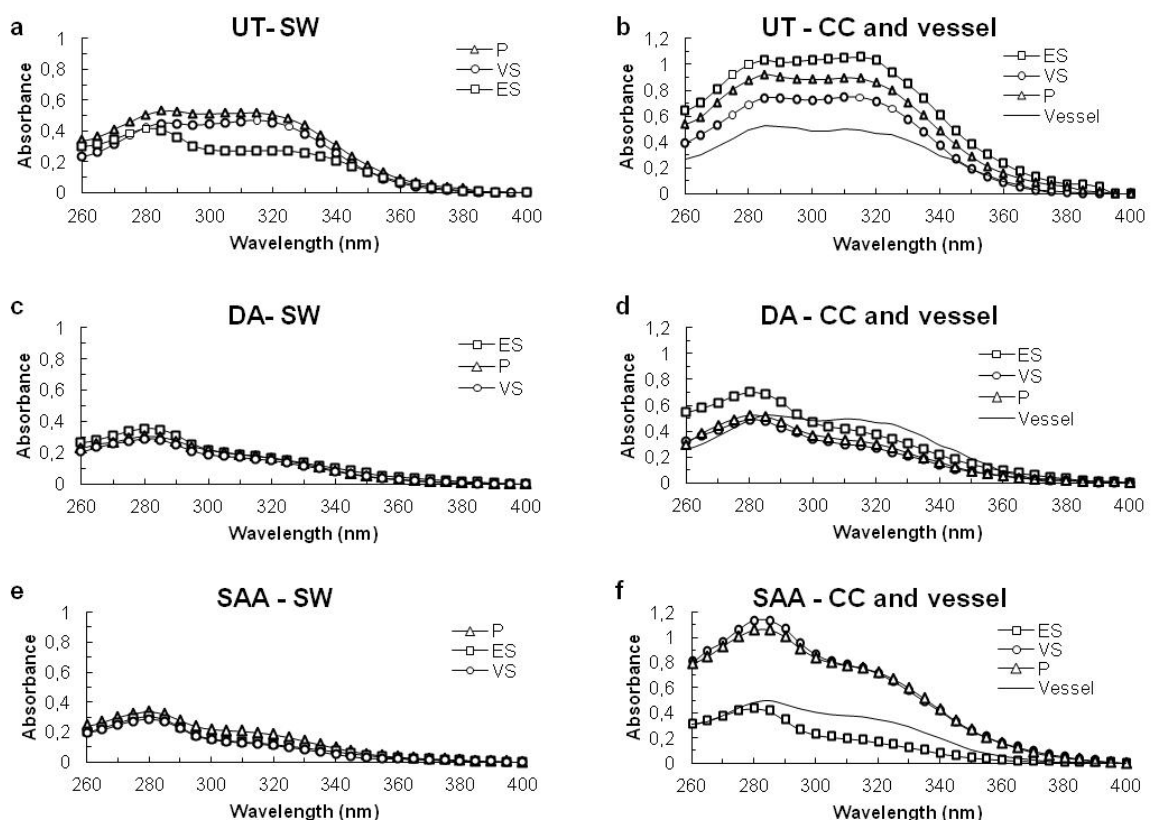 a
UT- SW
1
0,8
0,6
0,4
0,2
0
Absorbance
P
VS
ES
260 280 300 320 340 360 380 400
Wavelength (nm)
b
UT - CC and vessel
1,2
1
0,8
0,6
0,4
0,2
0
Absorbance
ES
VS
P
Vessel
260 280 300 320 340 360 380 400
Wavelength (nm)
c
DA- SW
1
0,8
0,6
0,4
0,2
0
Absorbance
ES
P
VS
260 280 300 320 340 360 380 400
Wavelength (nm)
d
DA - CC and vessel
1,2
1
0,8
0,6
0,4
0,2
0
Absorbance
ES
VS
P
Vessel
260 280 300 320 340 360 380 400
Wavelength (nm)
e
SAA - SW
1
0,8
0,6
0,4
0,2
0
Absorbance
P
ES
VS
260 280 300 320 340 360 380 400
Wavelength (nm)
f
SAA - CC and vessel
1,2
1
0,8
0,6
0,4
0,2
0
Absorbance
ES
VS
P
Vessel
260 280 300 320 340 360 380 400
Wavelength (nm)